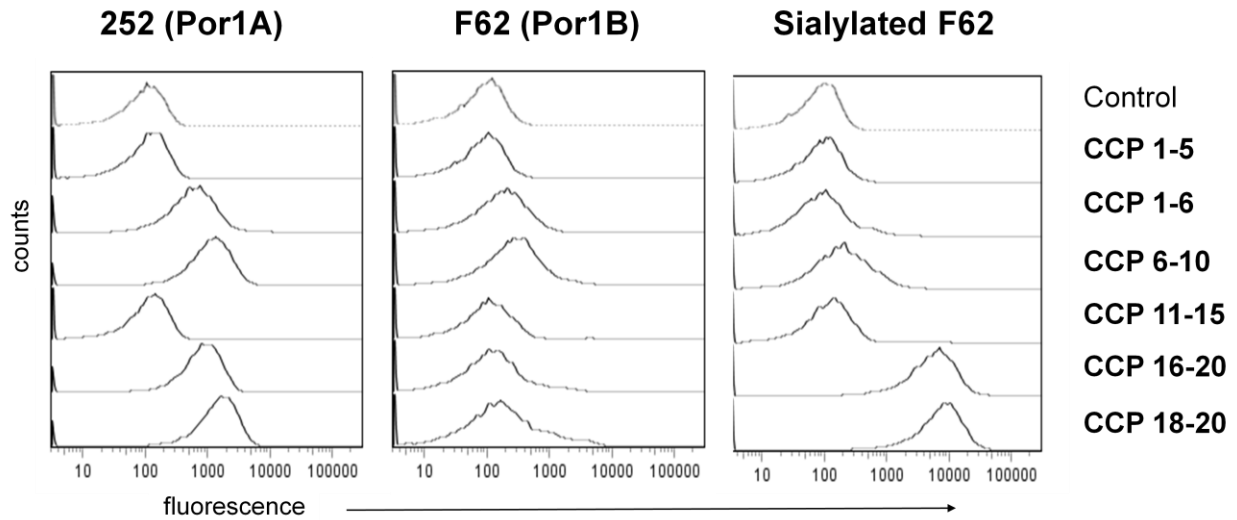 252 (Por1A)
F62 (Por1B)
Sialylated F62
Control
CCP 1-5
CCP 1-6
CCP 6-10
CCP 11-15
CCP 16-20
CCP 18-20
counts
10 100 1000 10000 100000
10 100 1000 10000 100000
10 100 1000 10000 100000
fluorescence